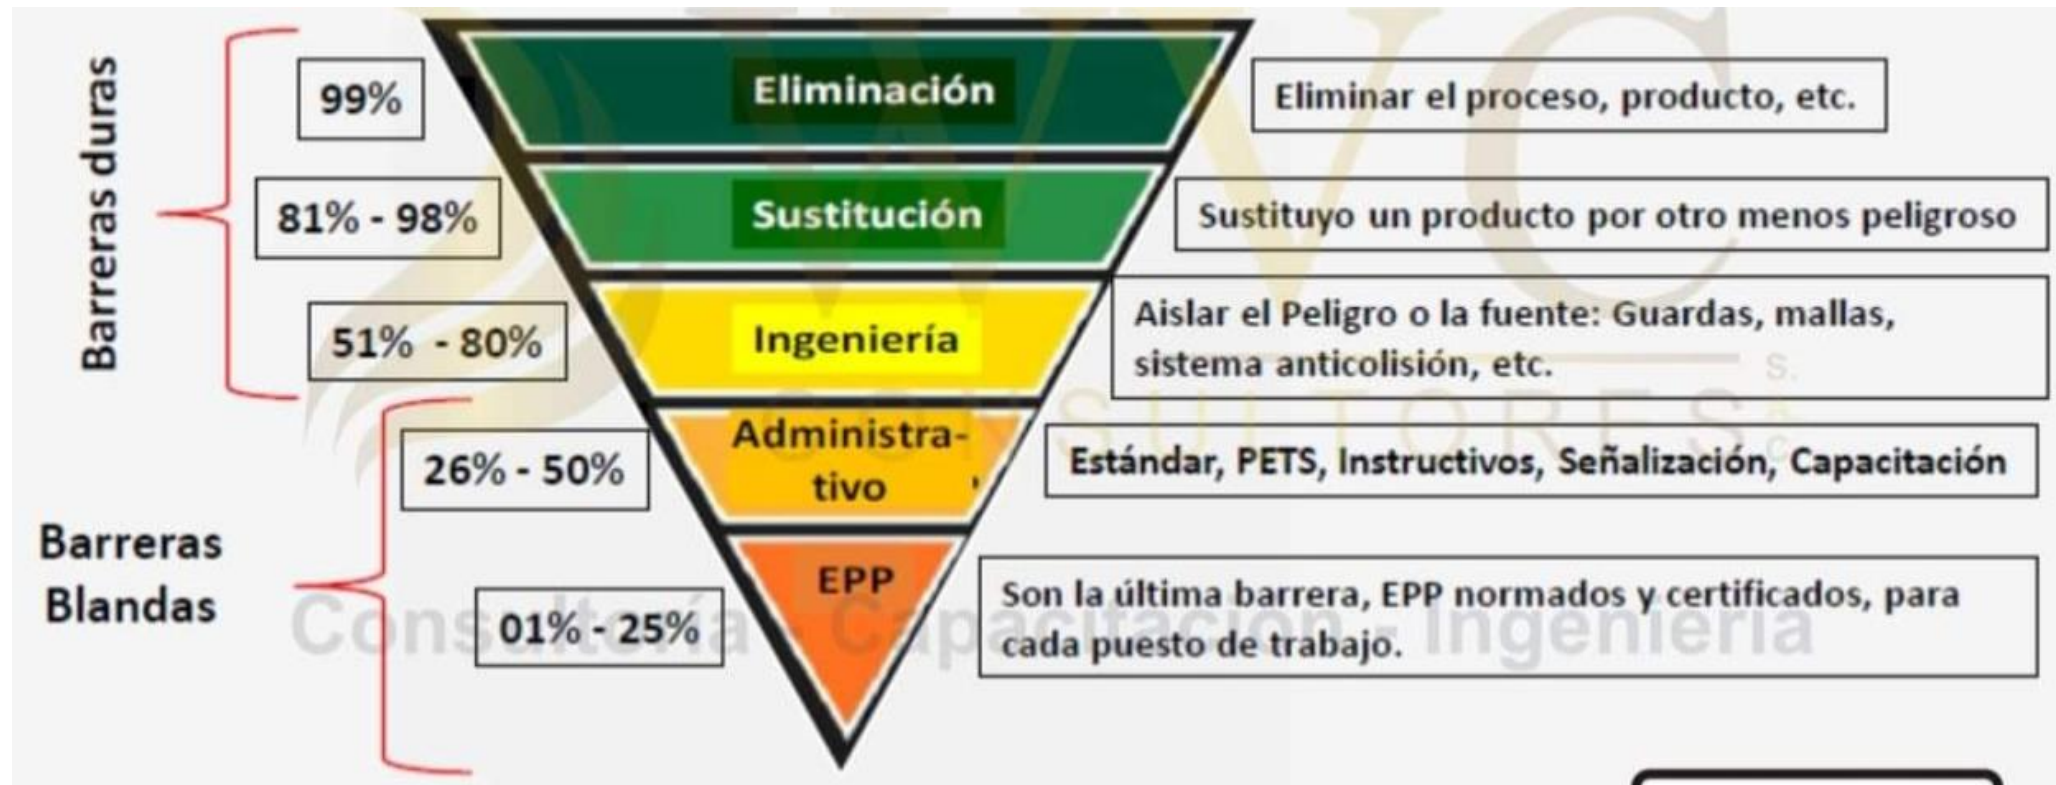 Barreras duras
99%
Eliminación
Eliminar el proceso, producto, etc.
81% - 98%
Sustitución
Sustituyo un producto por otro menos peligroso
51% - 80%
Ingeniería
Aislar el Peligro o la fuente: Guardas, mallas,
sistema anticolisión, etc.
Barreras
Blandas
26% - 50%
Administra-
tivo
Estándar, PETS, Instructivos, Señalización, Capacitación
01% - 25%
EPP
Son la última barrera, EPP normados y certificados, para
cada puesto de trabajo.
WVC
CONSULTORES S.A.C.
Consultoría - Capacitación - Ingeniería